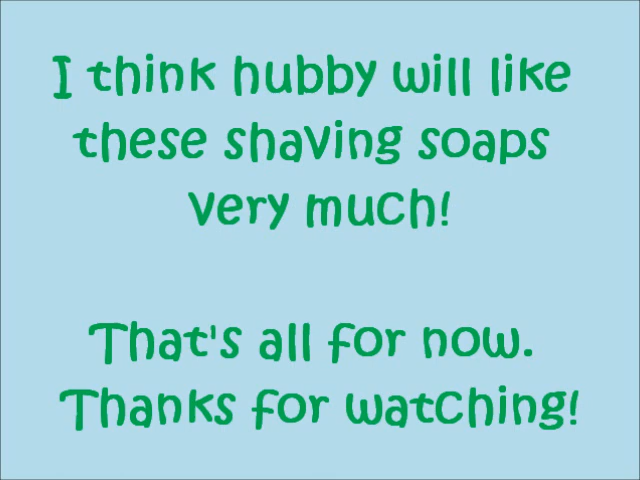 I think hubby will like
these shaving soaps
very much!
That's all for now.
Thanks for watching!